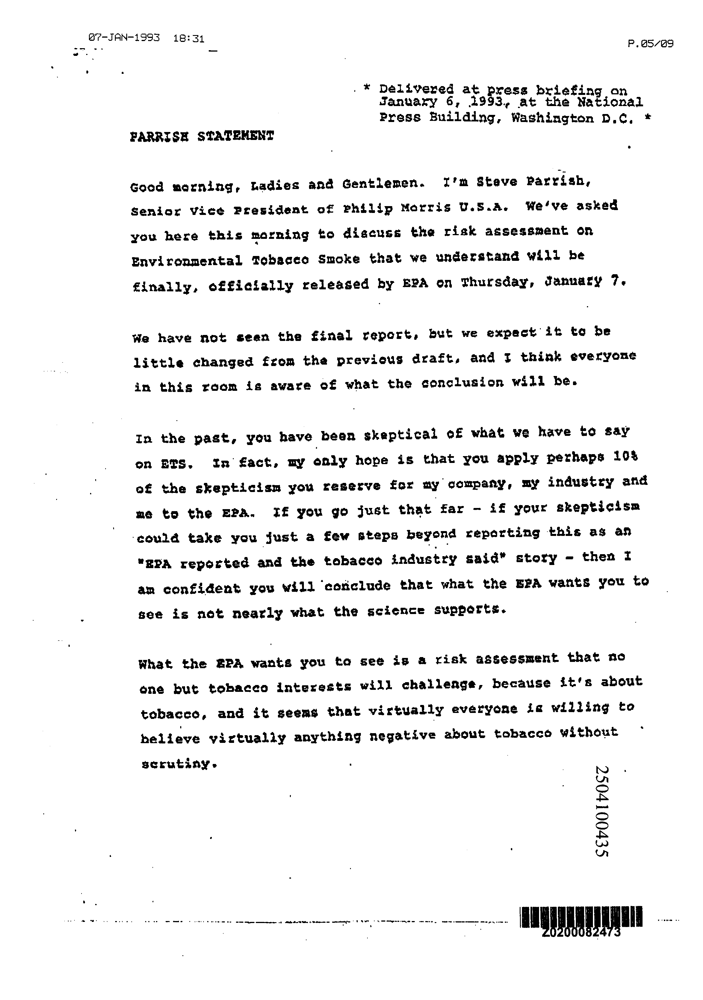 07-JAN-1993 18:31
P.05/09
* Delivered at press briefing on
January 6, 1993, at the National
Press Building, Washington D.C. *
PARRISH STATEMENT
Good morning, Ladies and Gentlemen. I'm Steve Parrish,
Senior Vice President of Philip Morris U.S.A. We've asked
you here this morning to discuss the risk assessment on
Environmental Tobacco Smoke that we understand will be
finally, officially released by EPA on Thursday, January 7.
We have not seen the final report, but we expect it to be
little changed from the previous draft, and I think everyone
in this room is aware of what the conclusion will be.
In the past, you have been skeptical of what we have to say
on ETS. In fact, my only hope is that you apply perhaps 10%
of the skepticism you reserve for my company, my industry and
me to the EPA. If you go just that far - if your skepticism
could take you just a few steps beyond reporting this as an
"EPA reported and the tobacco industry said" story - then I
am confident you will conclude that what the EPA wants you to
see is not nearly what the science supports.
What the EPA wants you to see is a risk assessment that no
one but tobacco interests will challenge, because it's about
tobacco, and it seems that virtually everyone is willing to
believe virtually anything negative about tobacco without
scrutiny.
2504100435
Z0200082473